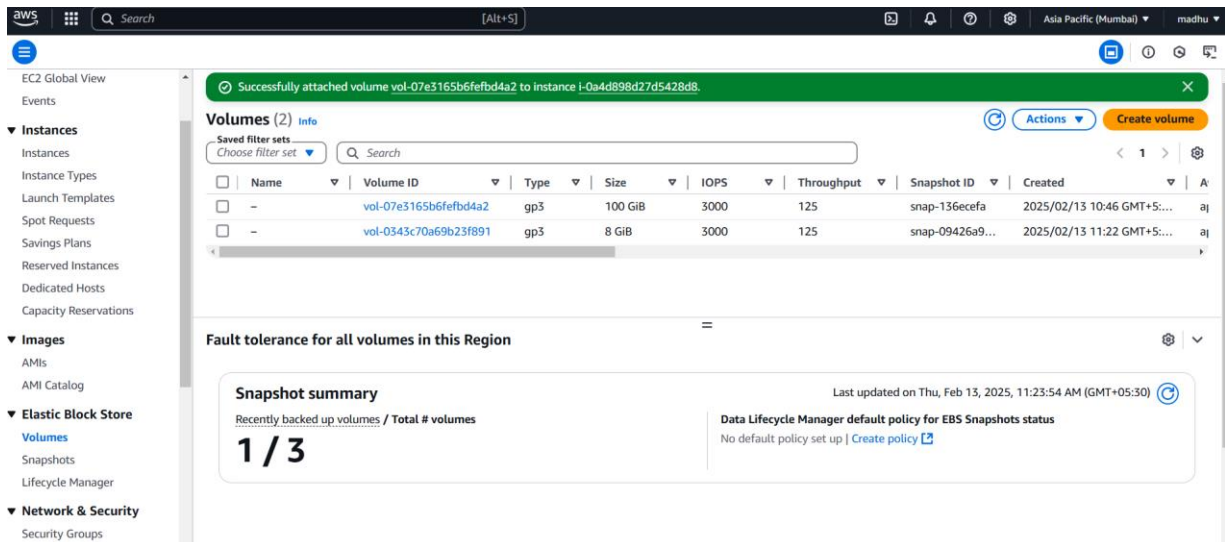 aws Search [Alt+S] Asia Pacific (Mumbai) madhu
EC2 Global View
Events
Instances
Instances
Instance Types
Launch Templates
Spot Requests
Savings Plans
Reserved Instances
Dedicated Hosts
Capacity Reservations
Images
AMIs
AMI Catalog
Elastic Block Store
Volumes
Snapshots
Lifecycle Manager
Network & Security
Security Groups
Successfully attached volume vol-07e3165b6fefbd4a2 to instance i-0a4d898d27d5428d8.
Volumes (2) Info Actions Create volume
Saved filter sets
Choose filter set Search 1
Name Volume ID Type Size IOPS Throughput Snapshot ID Created
– vol-07e3165b6fefbd4a2 gp3 100 GiB 3000 125 snap-136ecefa 2025/02/13 10:46 GMT+5:...
– vol-0343c70a69b23f891 gp3 8 GiB 3000 125 snap-09426a9... 2025/02/13 11:22 GMT+5:...
Fault tolerance for all volumes in this Region
Snapshot summary Last updated on Thu, Feb 13, 2025, 11:23:54 AM (GMT+05:30)
Recently backed up volumes / Total # volumes
1 / 3
Data Lifecycle Manager default policy for EBS Snapshots status
No default policy set up | Create policy